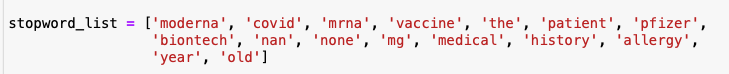 stopword_list = ['moderna', 'covid', 'mrna', 'vaccine', 'the', 'patient', 'pfizer',
'biontech', 'nan', 'none', 'mg', 'medical', 'history', 'allergy',
'year', 'old']